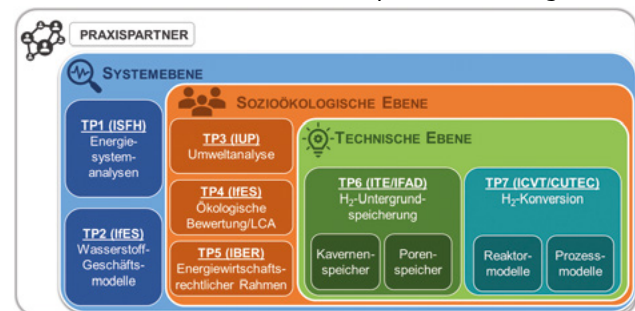 PRAXISPARTNER
SYSTEMEBENE
TP1 (ISFH)
Energie-
system-
analysen
TP2 (IfES)
Wasserstoff-
Geschäfts-
modelle
SOZIOÖKOLOGISCHE EBENE
TP3 (IUP)
Umweltanalyse
TP4 (IfES)
Ökologische
Bewertung/LCA
TP5 (IBER)
Energiewirtschafts-
rechtlicher Rahmen
TECHNISCHE EBENE
TP6 (ITE/IFAD)
H₂-Untergrund-
speicherung
Kavernen-
speicher
Poren-
speicher
TP7 (ICVT/CUTEC)
H₂-Konversion
Reaktor-
modelle
Prozess-
modelle